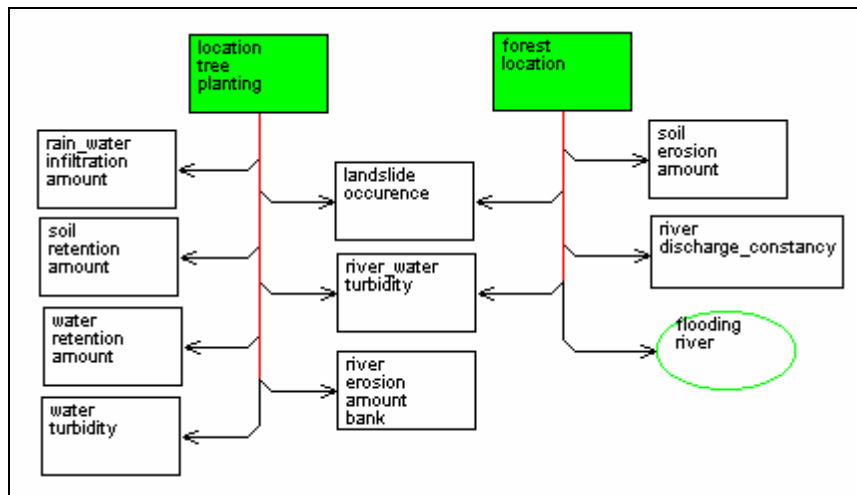 location
tree
planting
forest
location
rain_water
infiltration
amount
landslide
occurence
soil
erosion
amount
soil
retention
amount
river_water
turbidity
river
discharge_constancy
water
retention
amount
river
erosion
amount
bank
flooding
river
water
turbidity